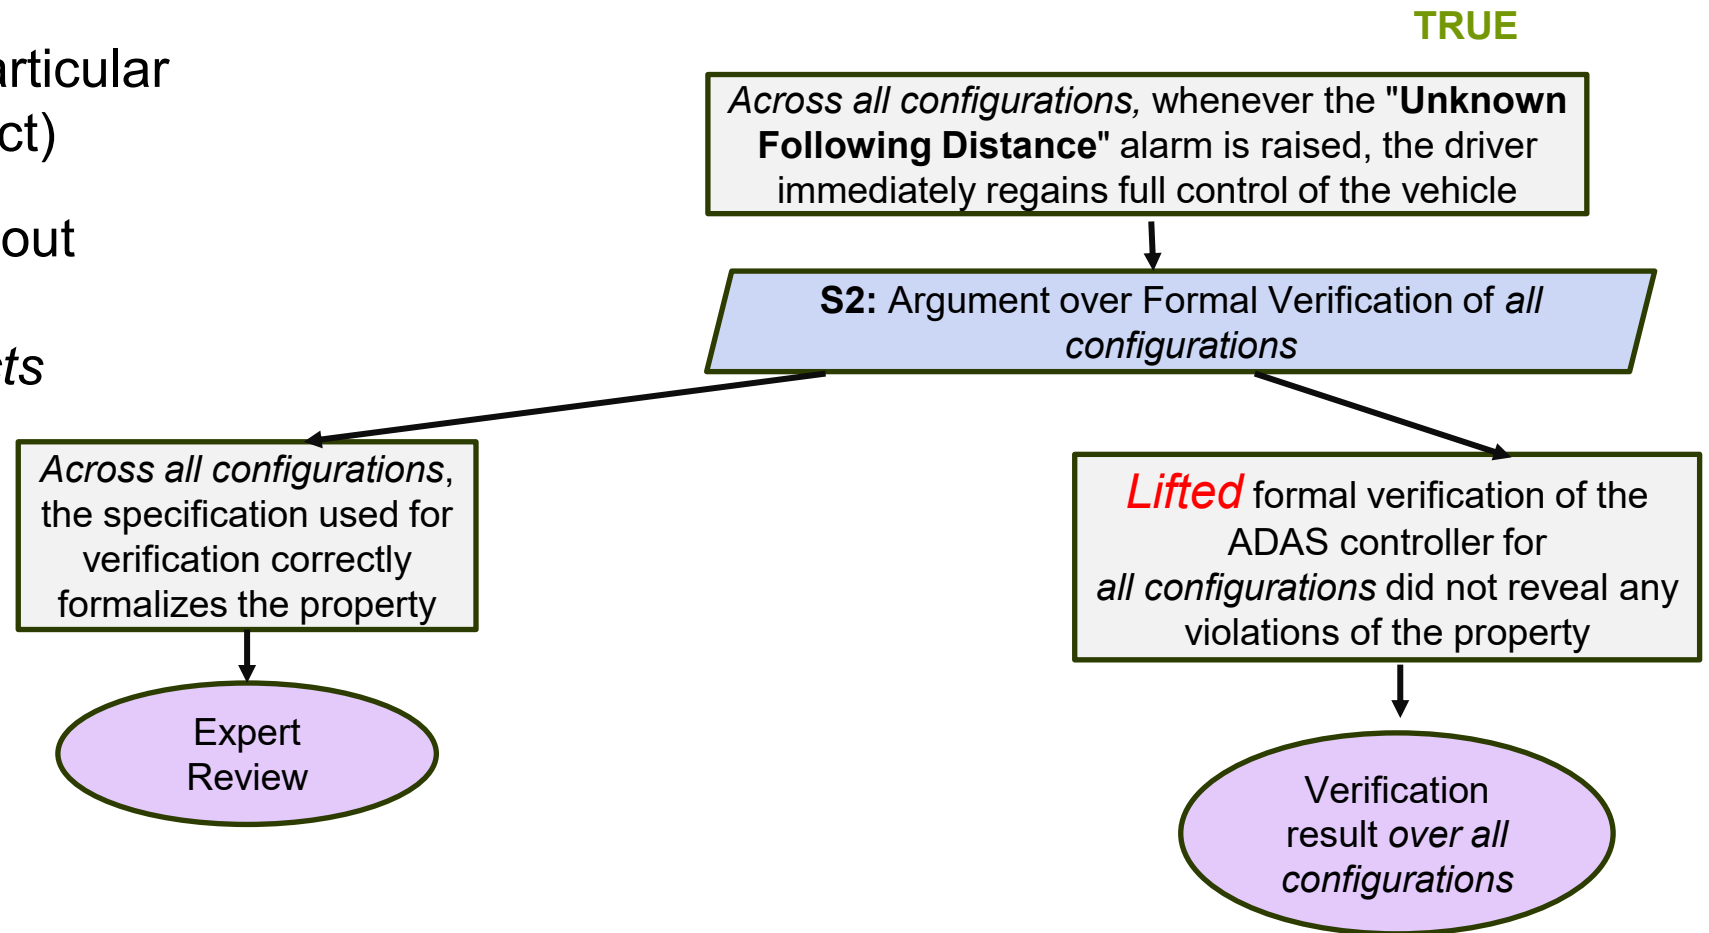 articular
ct)
out
cts
TRUE
Across all configurations, whenever the "Unknown
Following Distance" alarm is raised, the driver
immediately regains full control of the vehicle
S2: Argument over Formal Verification of all
configurations
Across all configurations,
the specification used for
verification correctly
formalizes the property
Lifted formal verification of the
ADAS controller for
all configurations did not reveal any
violations of the property
Expert
Review
Verification
result over all
configurations